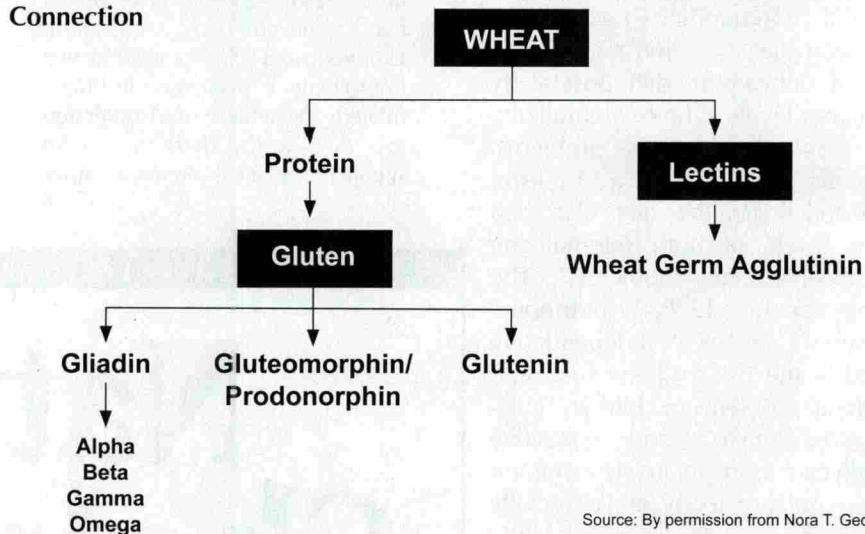 Connection
WHEAT
Protein
Lectins
Gluten
Wheat Germ Agglutinin
Gliadin
Gluteomorphin/
Prodonorphin
Glutenin
Alpha
Beta
Gamma
Omega
Source: By permission from Nora T.